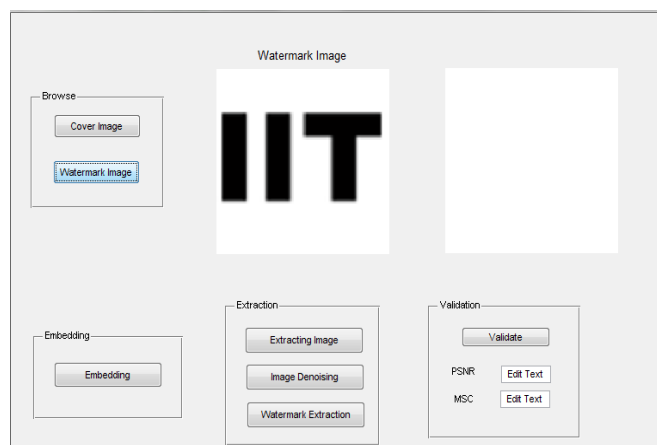 Watermark Image
Browse
Cover Image
Watermark Image
IIT
Embedding
Embedding
Extraction
Extracting Image
Image Denoising
Watermark Extraction
Validation
Validate
PSNR Edit Text
MSC Edit Text